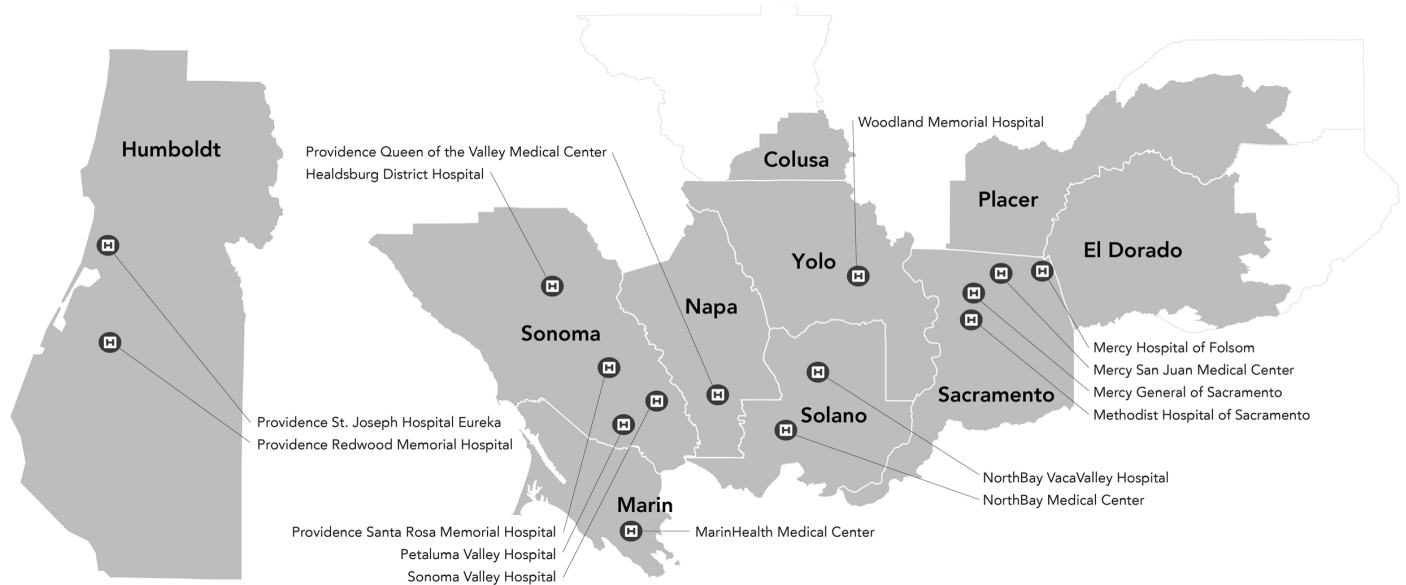 Humboldt
Providence Queen of the Valley Medical Center
Healdsburg District Hospital
Woodland Memorial Hospital
Colusa
Placer
El Dorado
Yolo
Napa
Sonoma
Mercy Hospital of Folsom
Mercy San Juan Medical Center
Mercy General of Sacramento
Methodist Hospital of Sacramento
Sacramento
Solano
Providence St. Joseph Hospital Eureka
Providence Redwood Memorial Hospital
NorthBay VacaValley Hospital
NorthBay Medical Center
Marin
Providence Santa Rosa Memorial Hospital
Petaluma Valley Hospital
Sonoma Valley Hospital
MarinHealth Medical Center